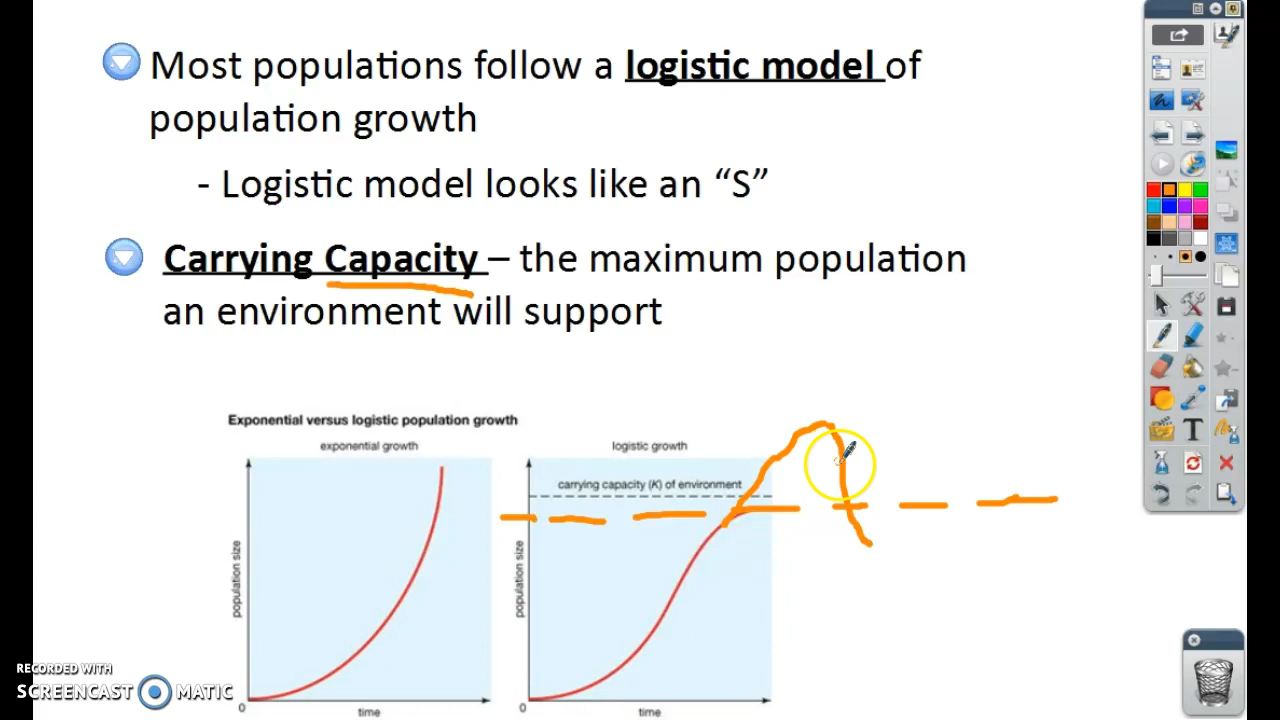 Most populations follow a logistic model of
population growth
- Logistic model looks like an “S”
Carrying Capacity – the maximum population
an environment will support
Exponential versus logistic population growth
exponential growth
logistic growth
carrying capacity (K) of environment
population size
population size
0
time
0
time
RECORDED WITH
SCREENCAST MATIC
T